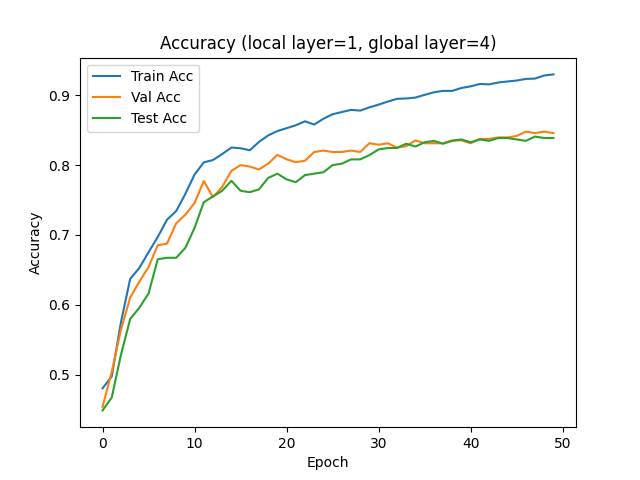 Accuracy (local layer=1, global layer=4)
Train Acc
Val Acc
Test Acc
0.9
0.8
0.7
0.6
0.5
Accuracy
0 10 20 30 40 50
Epoch